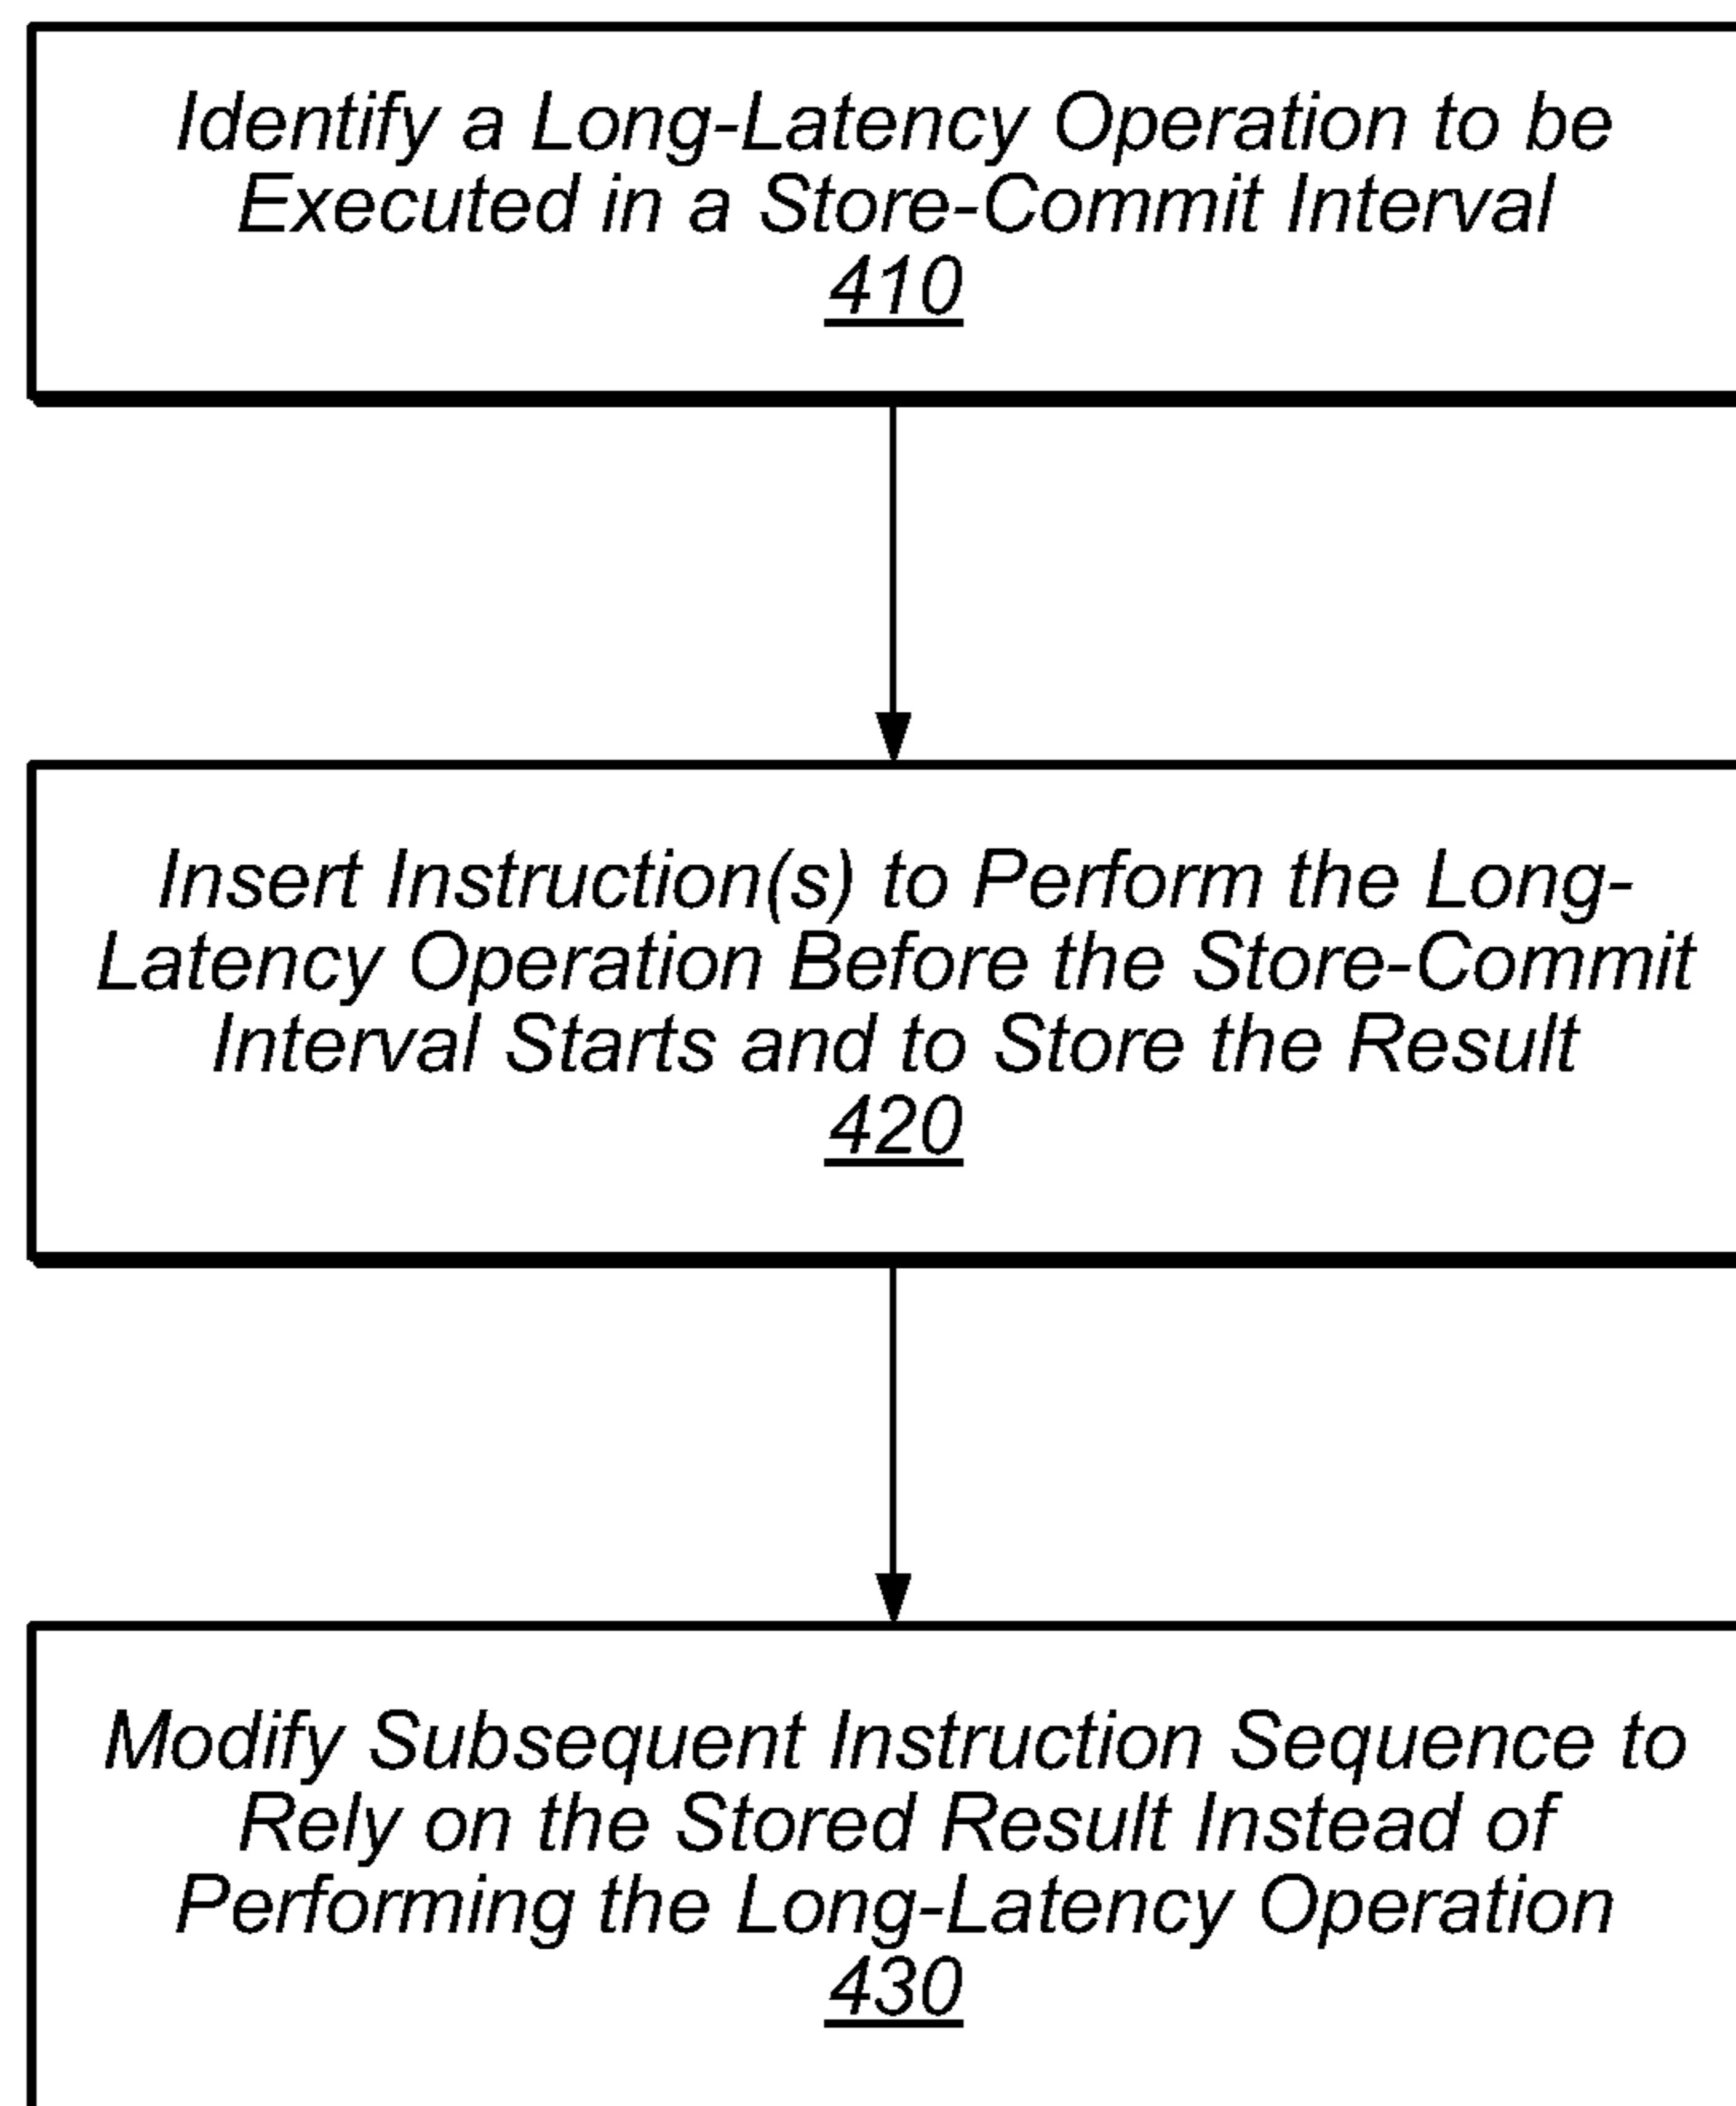 Identify a Long-Latency Operation to be
Executed in a Store-Commit Interval
410
Insert Instruction(s) to Perform the Long-
Latency Operation Before the Store-Commit
Interval Starts and to Store the Result
420
Modify Subsequent Instruction Sequence to
Rely on the Stored Result Instead of
Performing the Long-Latency Operation
430